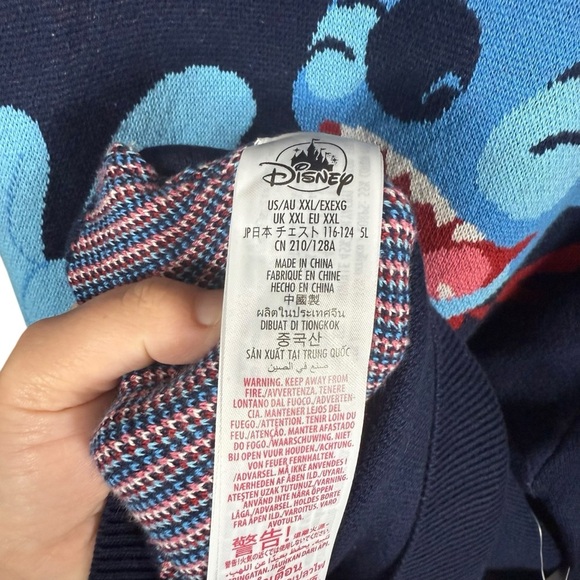 Disney
US/AU XXL/EXEXG
UK XXL EU XXL
JP日本 チェスト 116-124 5L
CN 210/128A
MADE IN CHINA
FABRIQUÉ EN CHINE
HECHO EN CHINA
中國製
ผลิตในประเทศจีน
DIBUAT DI TIONGKOK
중국산
SẢN XUẤT TẠI TRUNG QUỐC
صنع في الصين
WARNING. KEEP AWAY FROM
FIRE./AVVERTENZA. TENERE
LONTANO DAL FUOCO./ADVERTEN-
CIA. MANTENER LEJOS DEL
FUEGO./ATTENTION. TENIR LOIN DU
FEU./ATENÇÃO. MANTER AFASTADO
DO FOGO./WAARSCHUWING. NIET
BIJ OPEN VUUR HOUDEN./ACHTUNG.
VON FEUER FERNHALTEN.
/ADVARSEL. MÅ IKKE ANVENDES I
NÆRHEDEN AF ÅBEN ILD./UYARI.
ATEŞTEN UZAK TUTUNUZ./VARNING.
ANVÄND INTE NÄRA ÖPPEN
ELD./ADVARSEL. HOLDES BORTE
FRA ÅPEN ILD./VAROITUS. VARO
AVOTULTA.
警告!